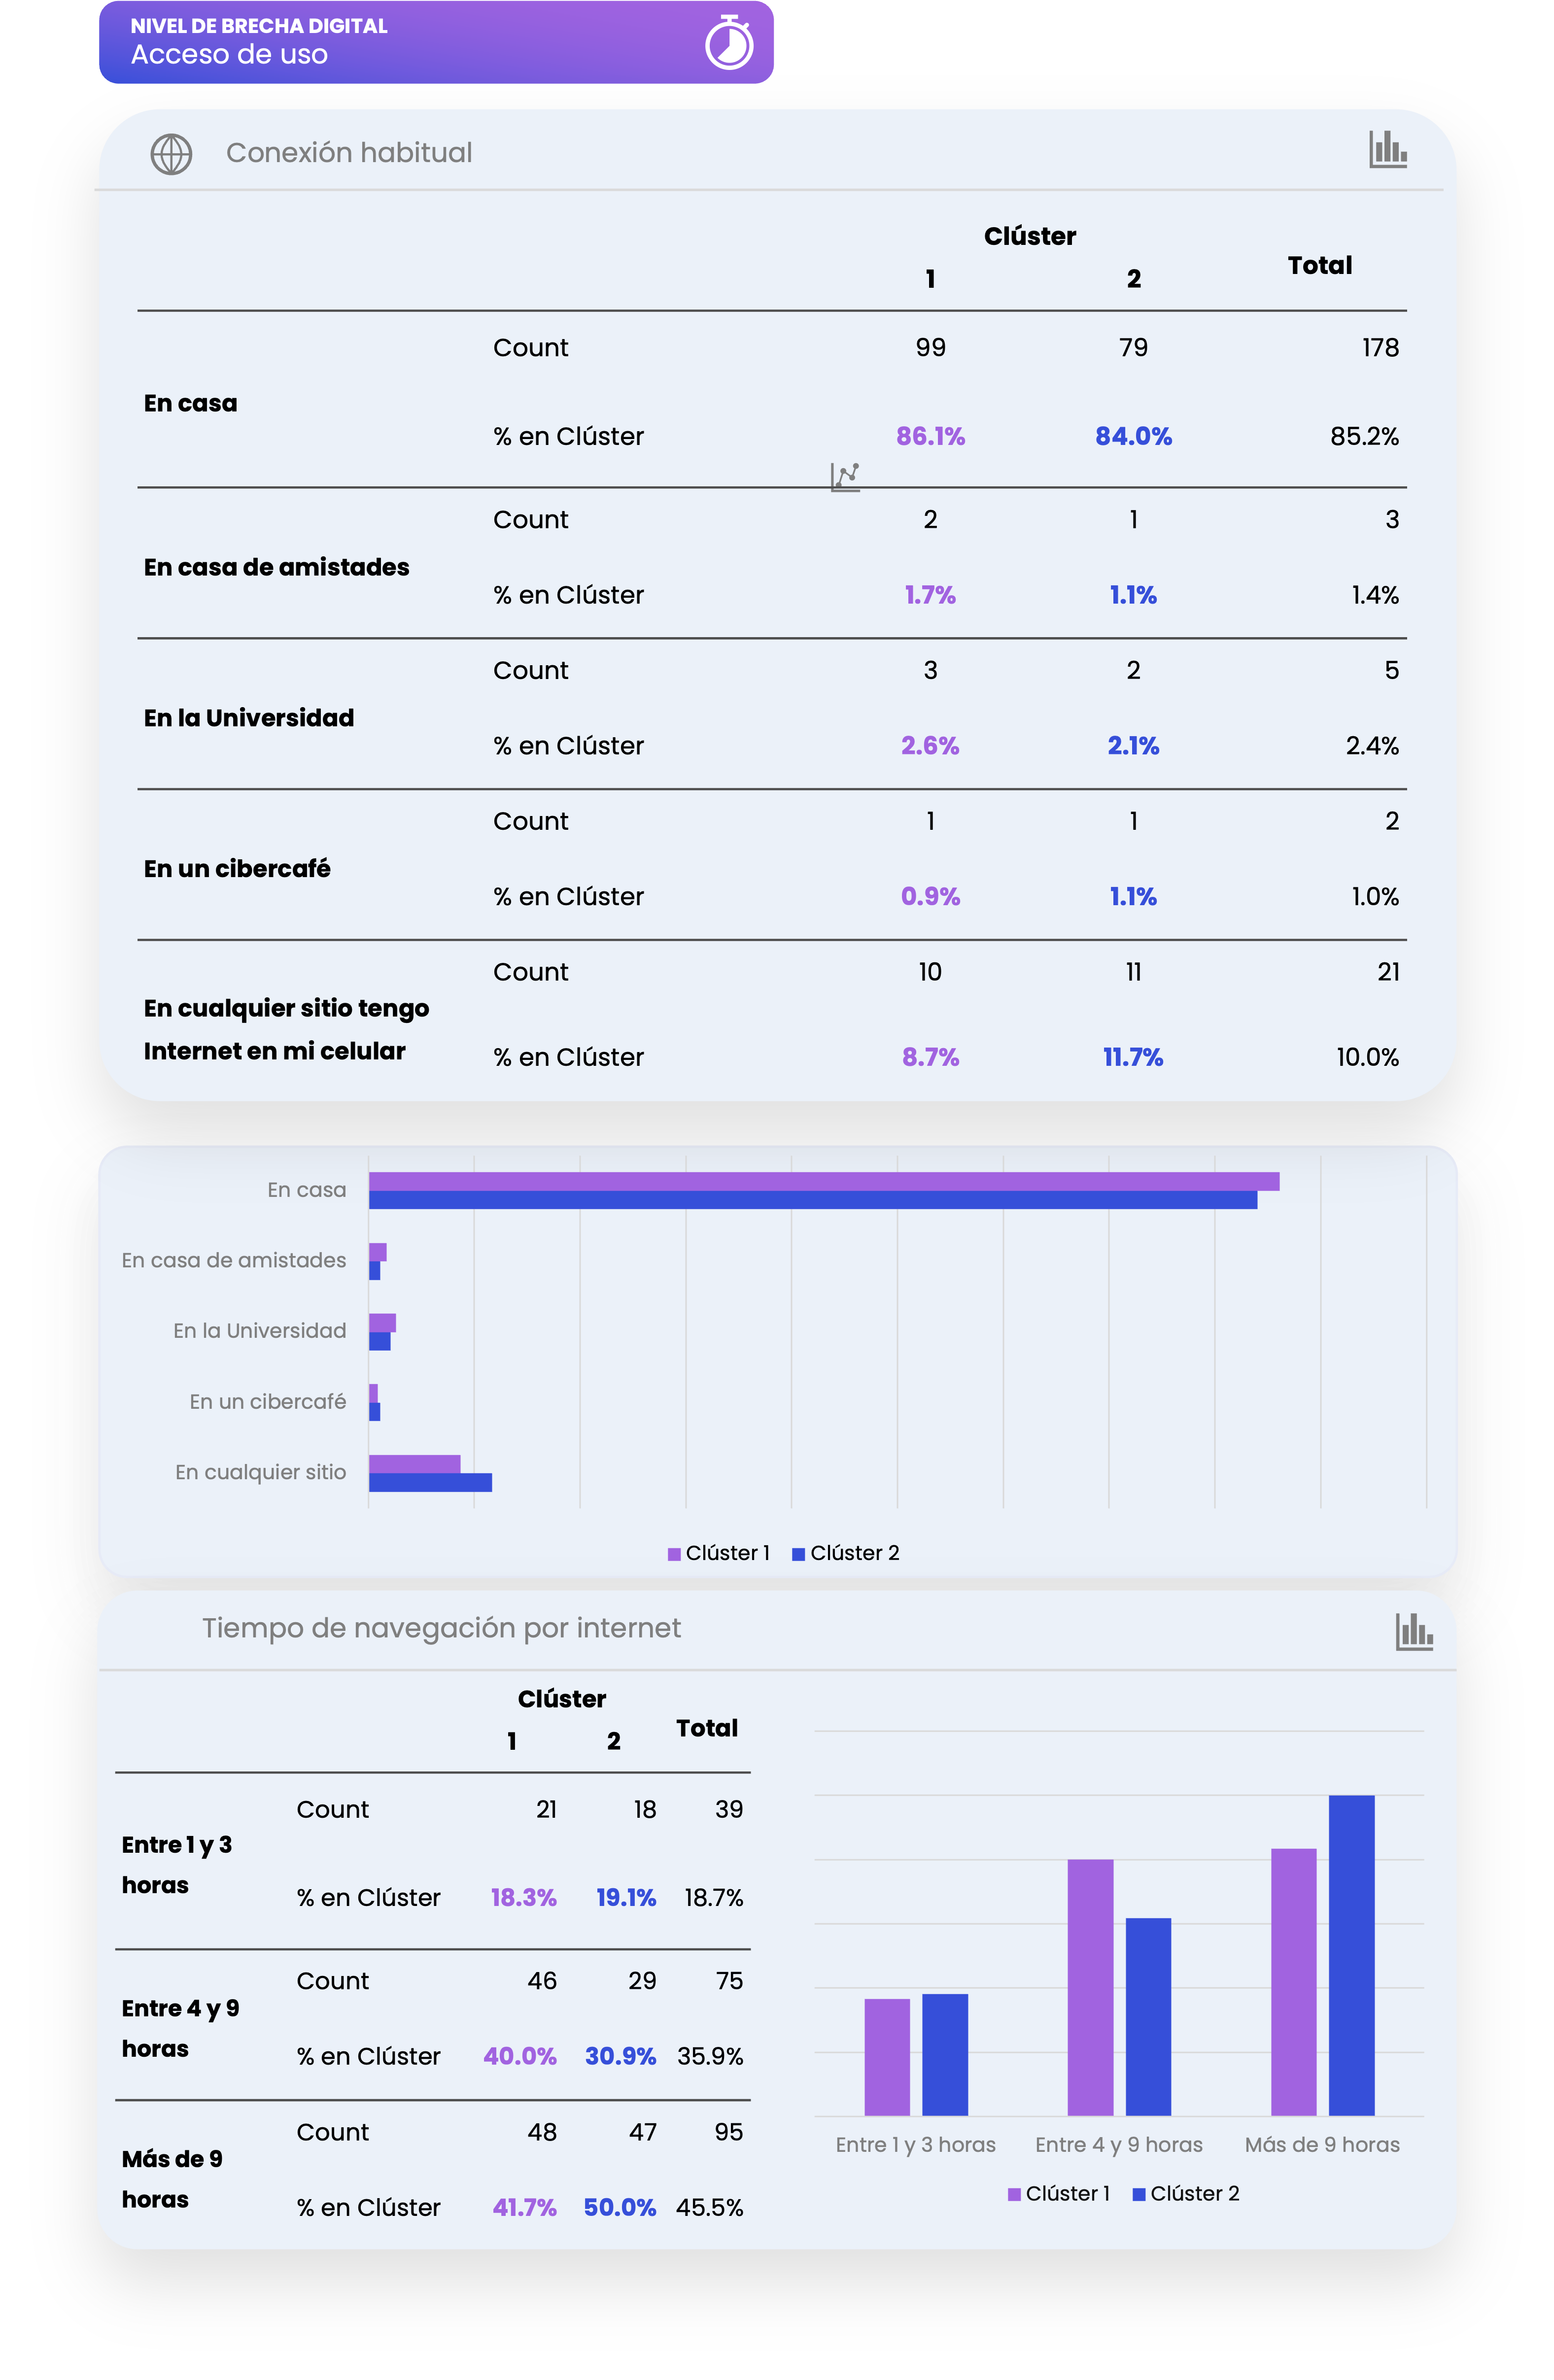 NIVEL DE BRECHA DIGITAL
Acceso de uso
Conexión habitual
Clúster
Total
1 2
Count 99 79 178
En casa
% en Clúster 86.1% 84.0% 85.2%
Count 2 1 3
En casa de amistades
% en Clúster 1.7% 1.1% 1.4%
Count 3 2 5
En la Universidad
% en Clúster 2.6% 2.1% 2.4%
Count 1 1 2
En un cibercafé
% en Clúster 0.9% 1.1% 1.0%
Count 10 11 21
En cualquier sitio tengo
Internet en mi celular
% en Clúster 8.7% 11.7% 10.0%
En casa
En casa de amistades
En la Universidad
En un cibercafé
En cualquier sitio
Clúster 1 Clúster 2
Tiempo de navegación por internet
Clúster
Total
1 2
Count 21 18 39
Entre 1 y 3
horas
% en Clúster 18.3% 19.1% 18.7%
Count 46 29 75
Entre 4 y 9
horas
% en Clúster 40.0% 30.9% 35.9%
Count 48 47 95
Más de 9
horas
% en Clúster 41.7% 50.0% 45.5%
Entre 1 y 3 horas Entre 4 y 9 horas Más de 9 horas
Clúster 1 Clúster 2